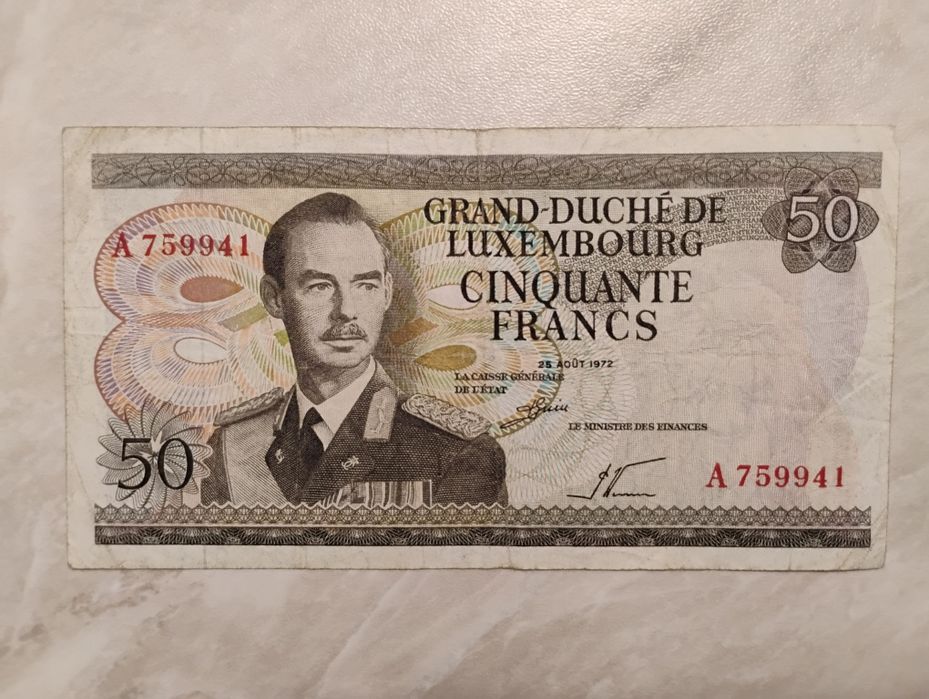 GRAND-DUCHÉ DE
LUXEMBOURG
50
A 759941
CINQUANTE
FRANCS
25 AOÛT 1972
LA CAISSE GÉNÉRALE
DE L'ÉTAT
LE MINISTRE DES FINANCES
50
A 759941